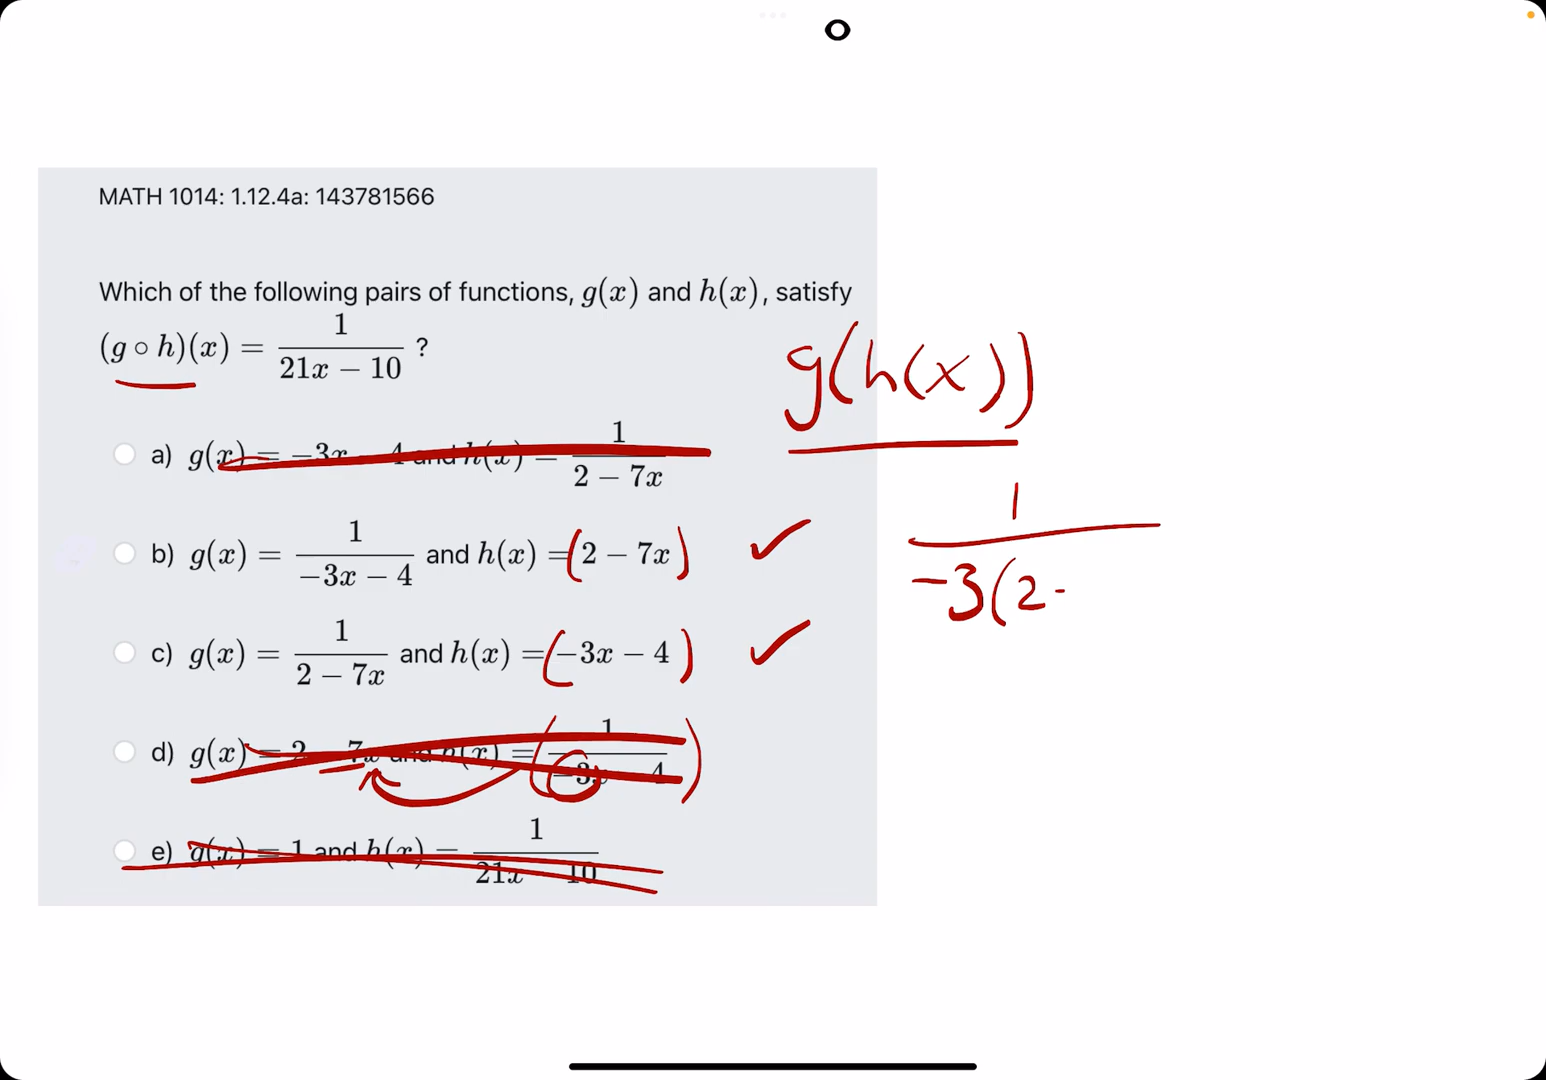 MATH 1014: 1.12.4a: 143781566
Which of the following pairs of functions, g(x) and h(x), satisfy
(g ∘ h)(x) = 1/(21x − 10) ?
g(h(x))
a) g(x) = −3x − 4 and h(x) = 1/(2 − 7x)
b) g(x) = 1/(−3x − 4) and h(x) = (2 − 7x) ✓
c) g(x) = 1/(2 − 7x) and h(x) = (−3x − 4) ✓
d) g(x) = 2 − 7x and h(x) = (1/(−3x − 4))
e) g(x) = 1 and h(x) = 1/(21x − 10)
1
−3(2 -